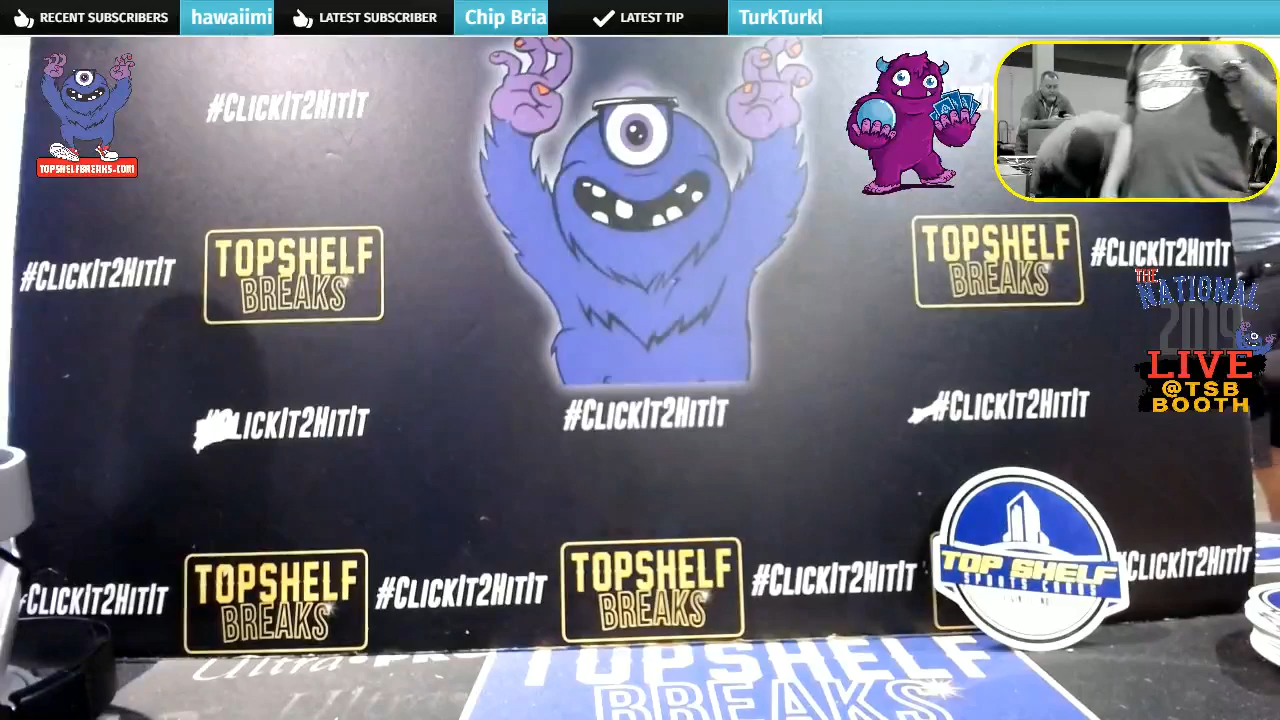 RECENT SUBSCRIBERS
hawaiimi
LATEST SUBSCRIBER
Chip Bria
LATEST TIP
TurkTurkl
TOPSHELFBREAKS.COM
#CLICKIT2HITIT
#CLICKIT2HITIT
TOPSHELF
BREAKS
TOPSHELF
BREAKS
#CLICKIT2HITIT
THE
NATIONAL
2019
LIVE
@TSB
BOOTH
LICKIT2HITIT
#CLICKIT2HITIT
#CLICKIT2HITIT
CLICKIT2HITIT
TOPSHELF
BREAKS
#CLICKIT2HITIT
TOPSHELF
BREAKS
#CLICKIT2HITIT
TOP SHELF
SPORTS CARDS
CLICKIT2HITIT
TOPSHELF
BREAKS